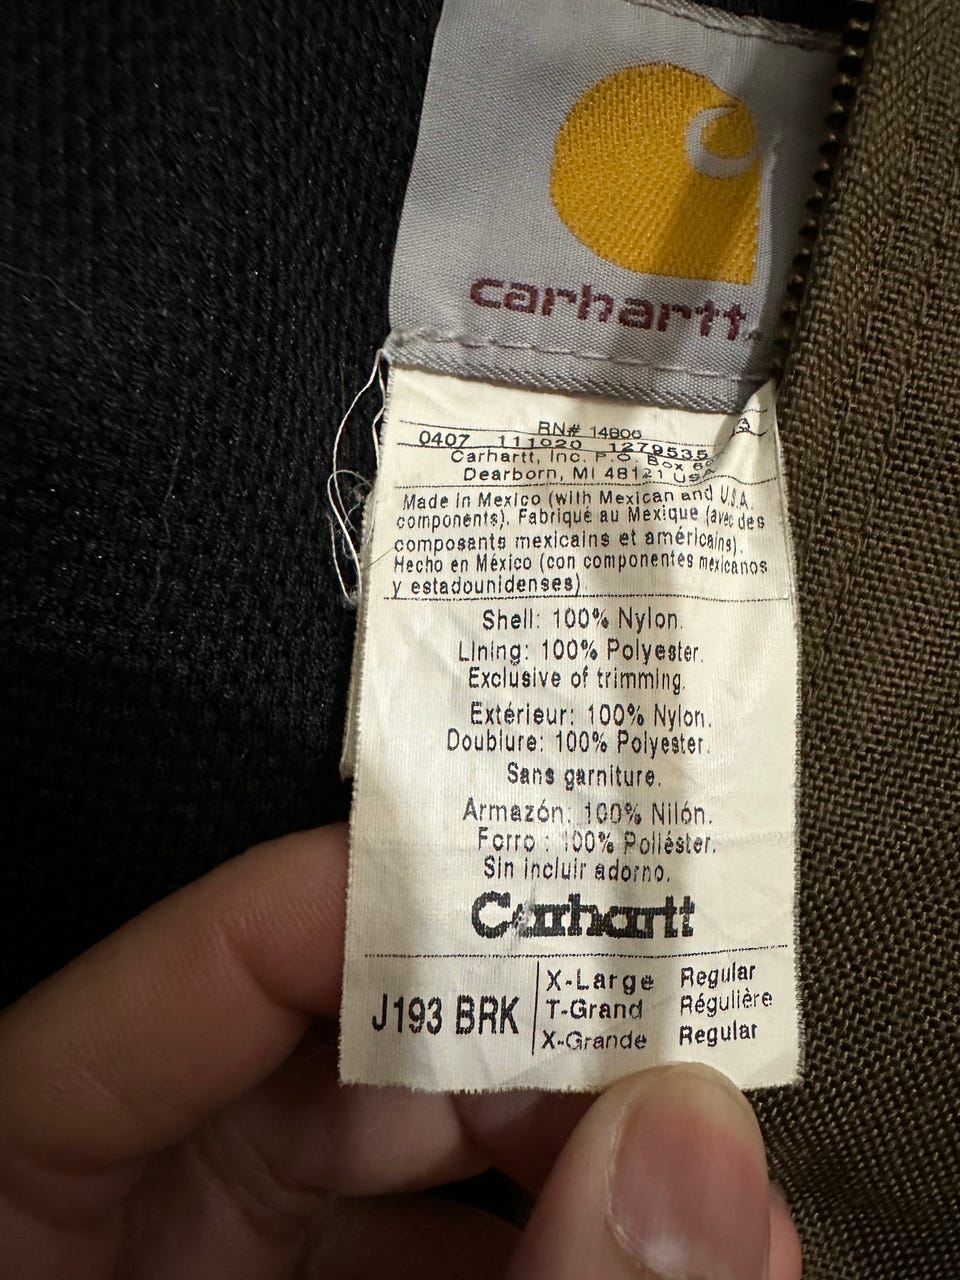 carhartt
RN# 14806
0407 111020 1279535
Carhartt, Inc. P.O. Box
Dearborn, MI 48121 USA
Made in Mexico (with Mexican and U.S.A.
components). Fabriqué au Mexique (avec des
composants mexicains et américains).
Hecho en México (con componentes mexicanos
y estadounidenses)
Shell: 100% Nylon.
Lining: 100% Polyester.
Exclusive of trimming.
Extérieur: 100% Nylon.
Doublure: 100% Polyester.
Sans garniture.
Armazón: 100% Nilón.
Forro : 100% Poliéster.
Sin incluir adorno.
Carhartt
J193 BRK
X-Large Regular
T-Grand Régulière
X-Grande Regular